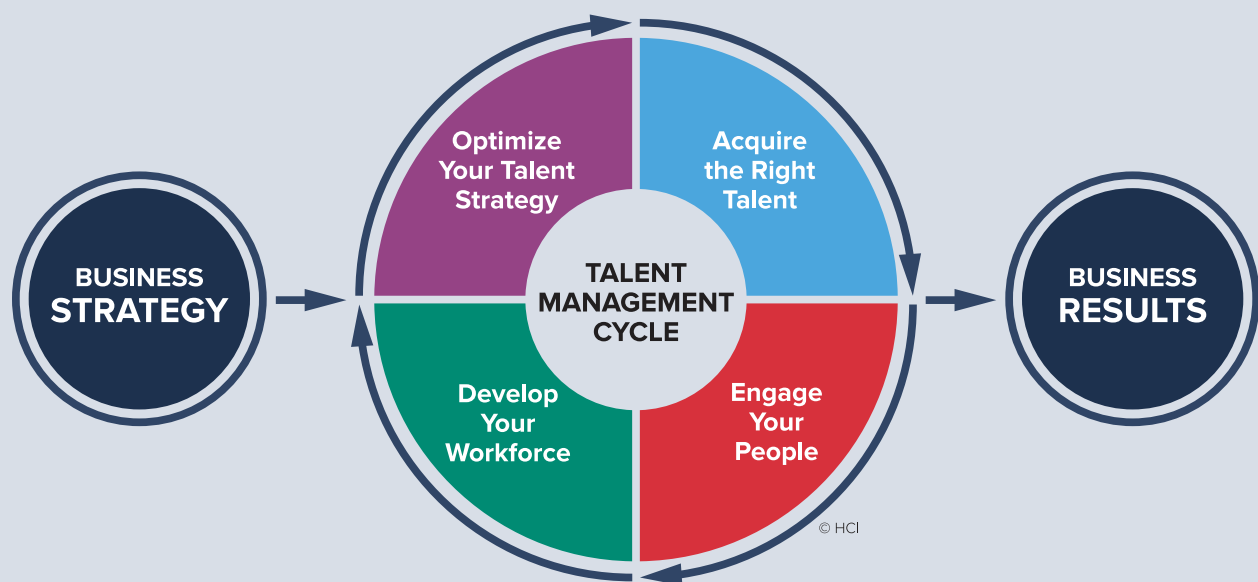 BUSINESS
STRATEGY
Optimize
Your Talent
Strategy
Acquire
the Right
Talent
TALENT
MANAGEMENT
CYCLE
Develop
Your
Workforce
Engage
Your
People
© HCI
BUSINESS
RESULTS